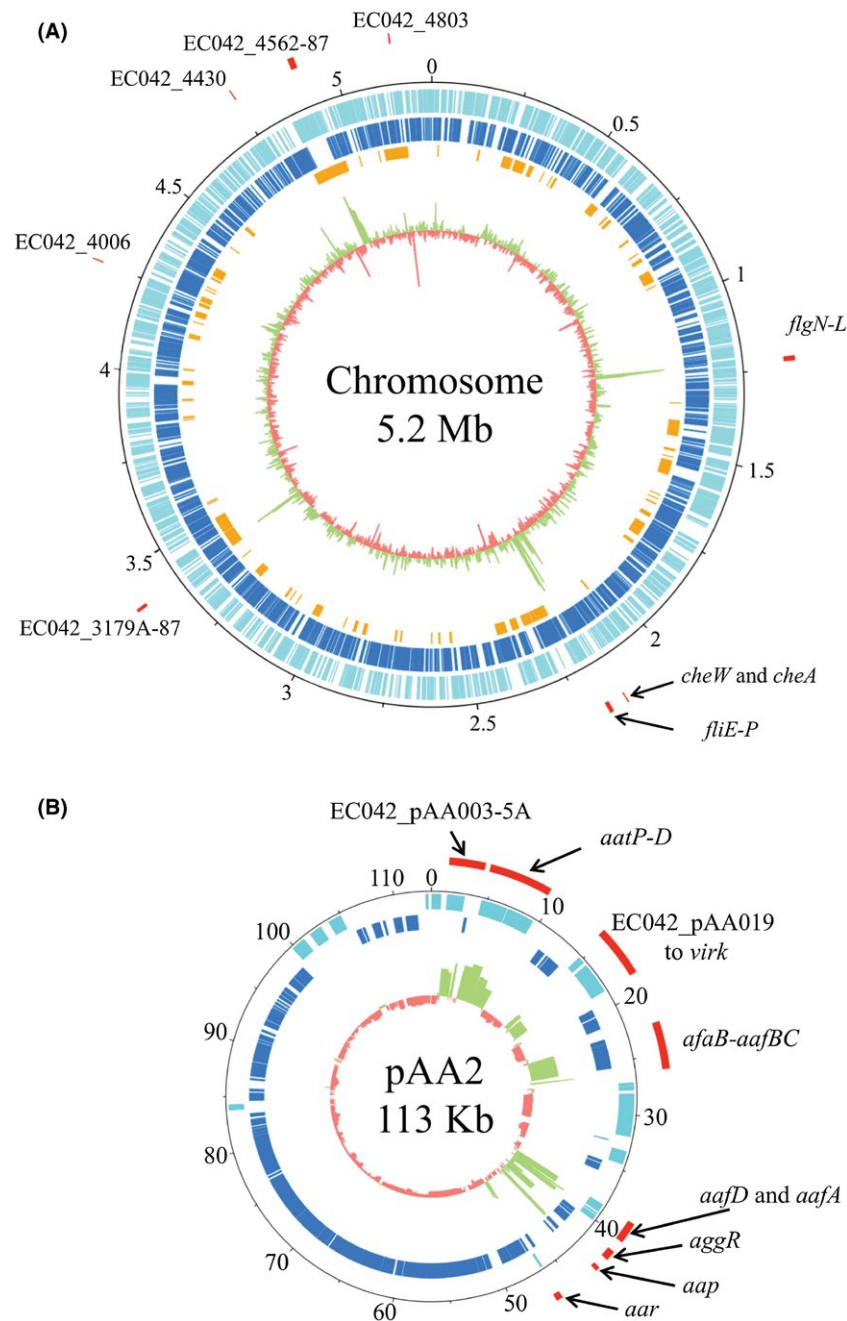 (A)
EC042_4803
EC042_4562-87
EC042_4430
5
0
0.5
4.5
EC042_4006
1
flgN-L
4
Chromosome
5.2 Mb
1.5
3.5
EC042_3179A-87
2
cheW and cheA
3
2.5
fliE-P
(B)
EC042_pAA003-5A
aatP-D
110
0
10
100
EC042_pAA019
to virk
20
90
afaB-aafBC
pAA2
113 Kb
30
80
aafD and aafA
40
aggR
70
aap
50
60
aar